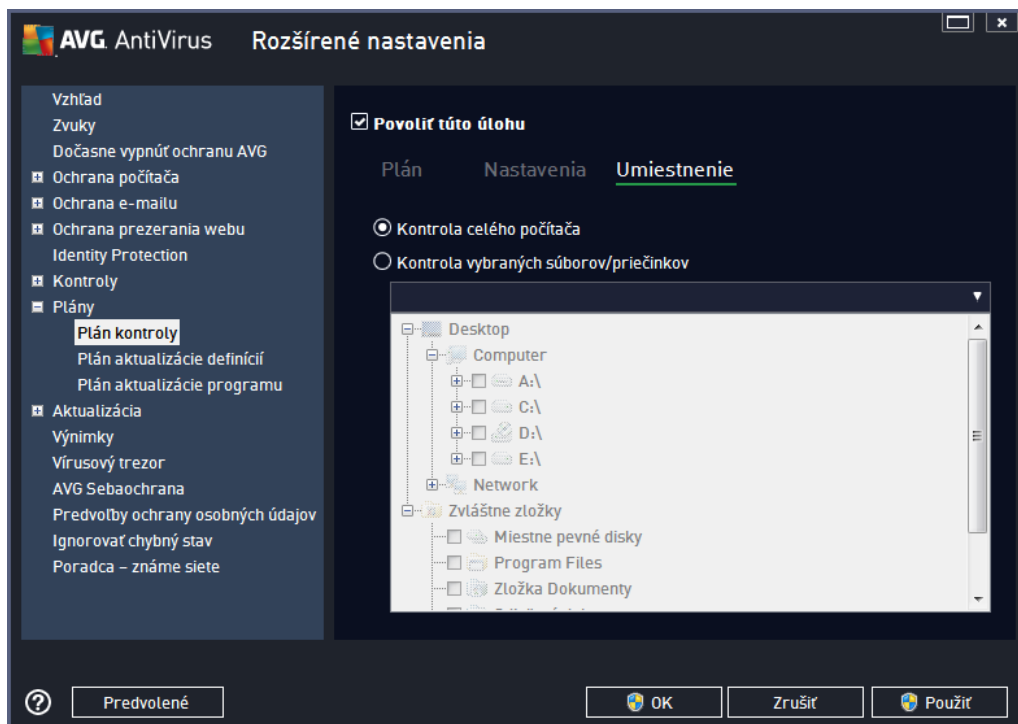 AVG. AntiVirus Rozšírené nastavenia
Vzhľad
Zvuky
Dočasne vypnúť ochranu AVG
Ochrana počítača
Ochrana e-mailu
Ochrana prezerania webu
Identity Protection
Kontroly
Plány
Plán kontroly
Plán aktualizácie definícií
Plán aktualizácie programu
Aktualizácia
Výnimky
Vírusový trezor
AVG Sebaochrana
Predvoľby ochrany osobných údajov
Ignorovať chybný stav
Poradca – známe siete
Povoliť túto úlohu
Plán Nastavenia Umiestnenie
Kontrola celého počítača
Kontrola vybraných súborov/priečinkov
Desktop
Computer
A:\
C:\
D:\
E:\
Network
Zvláštne zložky
Miestne pevné disky
Program Files
Zložka Dokumenty
Predvolené
OK
Zrušiť
Použiť